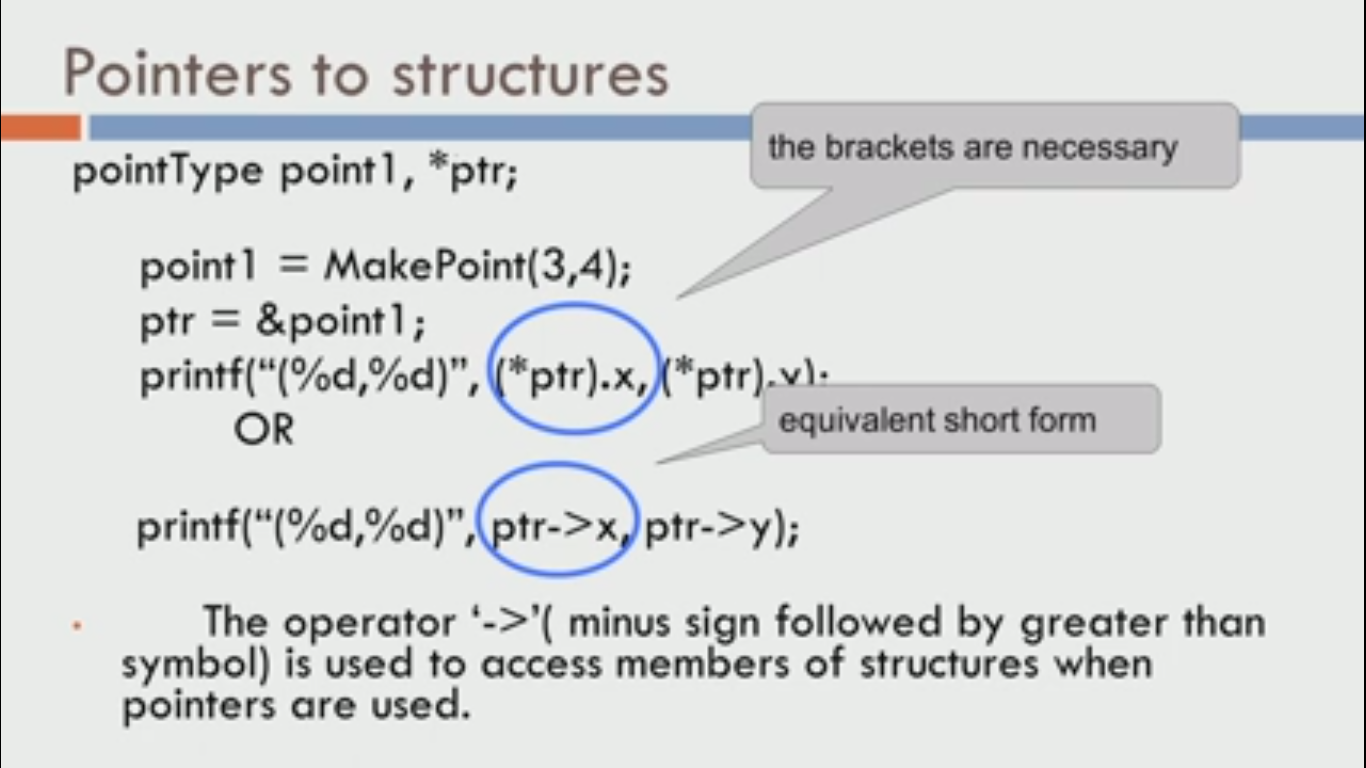 Pointers to structures
the brackets are necessary
pointType point1, *ptr;
point1 = MakePoint(3,4);
ptr = &point1;
printf(“(%d,%d)”, (*ptr).x, (*ptr).y);
equivalent short form
OR
printf(“(%d,%d)”, ptr->x, ptr->y);
• The operator ‘->’( minus sign followed by greater than
symbol) is used to access members of structures when
pointers are used.